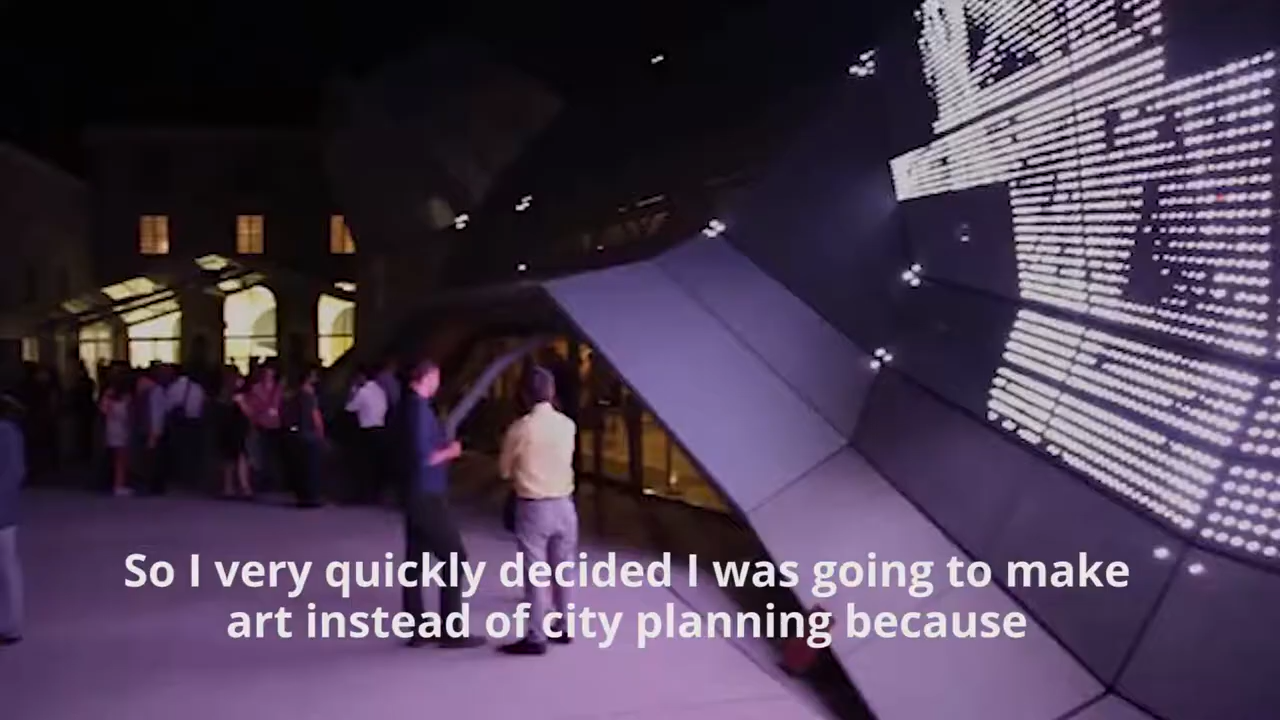 So I very quickly decided I was going to make
art instead of city planning because